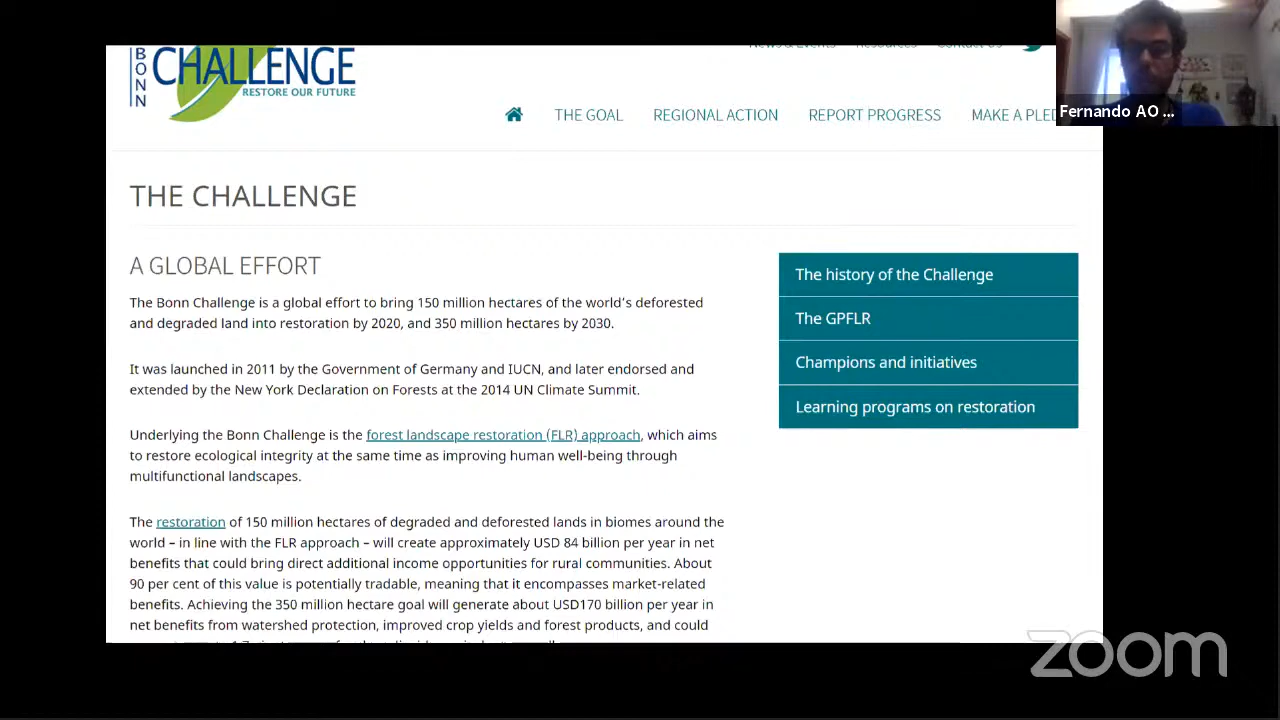 BONN
CHALLENGE
RESTORE OUR FUTURE
News & Events Resources Contact Us
THE GOAL REGIONAL ACTION REPORT PROGRESS MAKE A
Fernando AO ...
THE CHALLENGE
A GLOBAL EFFORT
The Bonn Challenge is a global effort to bring 150 million hectares of the world’s deforested
and degraded land into restoration by 2020, and 350 million hectares by 2030.
It was launched in 2011 by the Government of Germany and IUCN, and later endorsed and
extended by the New York Declaration on Forests at the 2014 UN Climate Summit.
Underlying the Bonn Challenge is the forest landscape restoration (FLR) approach, which aims
to restore ecological integrity at the same time as improving human well-being through
multifunctional landscapes.
The restoration of 150 million hectares of degraded and deforested lands in biomes around the
world – in line with the FLR approach – will create approximately USD 84 billion per year in net
benefits that could bring direct additional income opportunities for rural communities. About
90 per cent of this value is potentially tradable, meaning that it encompasses market-related
benefits. Achieving the 350 million hectare goal will generate about USD170 billion per year in
net benefits from watershed protection, improved crop yields and forest products, and could
The history of the Challenge
The GPFLR
Champions and initiatives
Learning programs on restoration
zoom